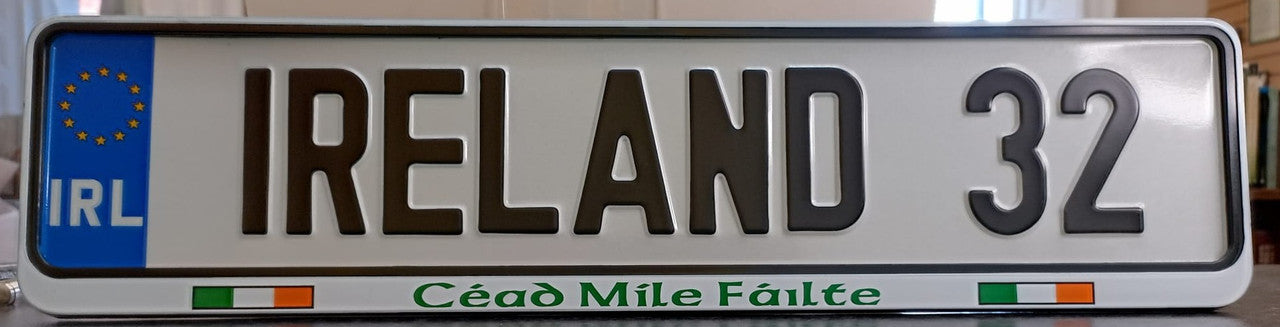 IRL
IRELAND 32
Céad Míle Fáilte